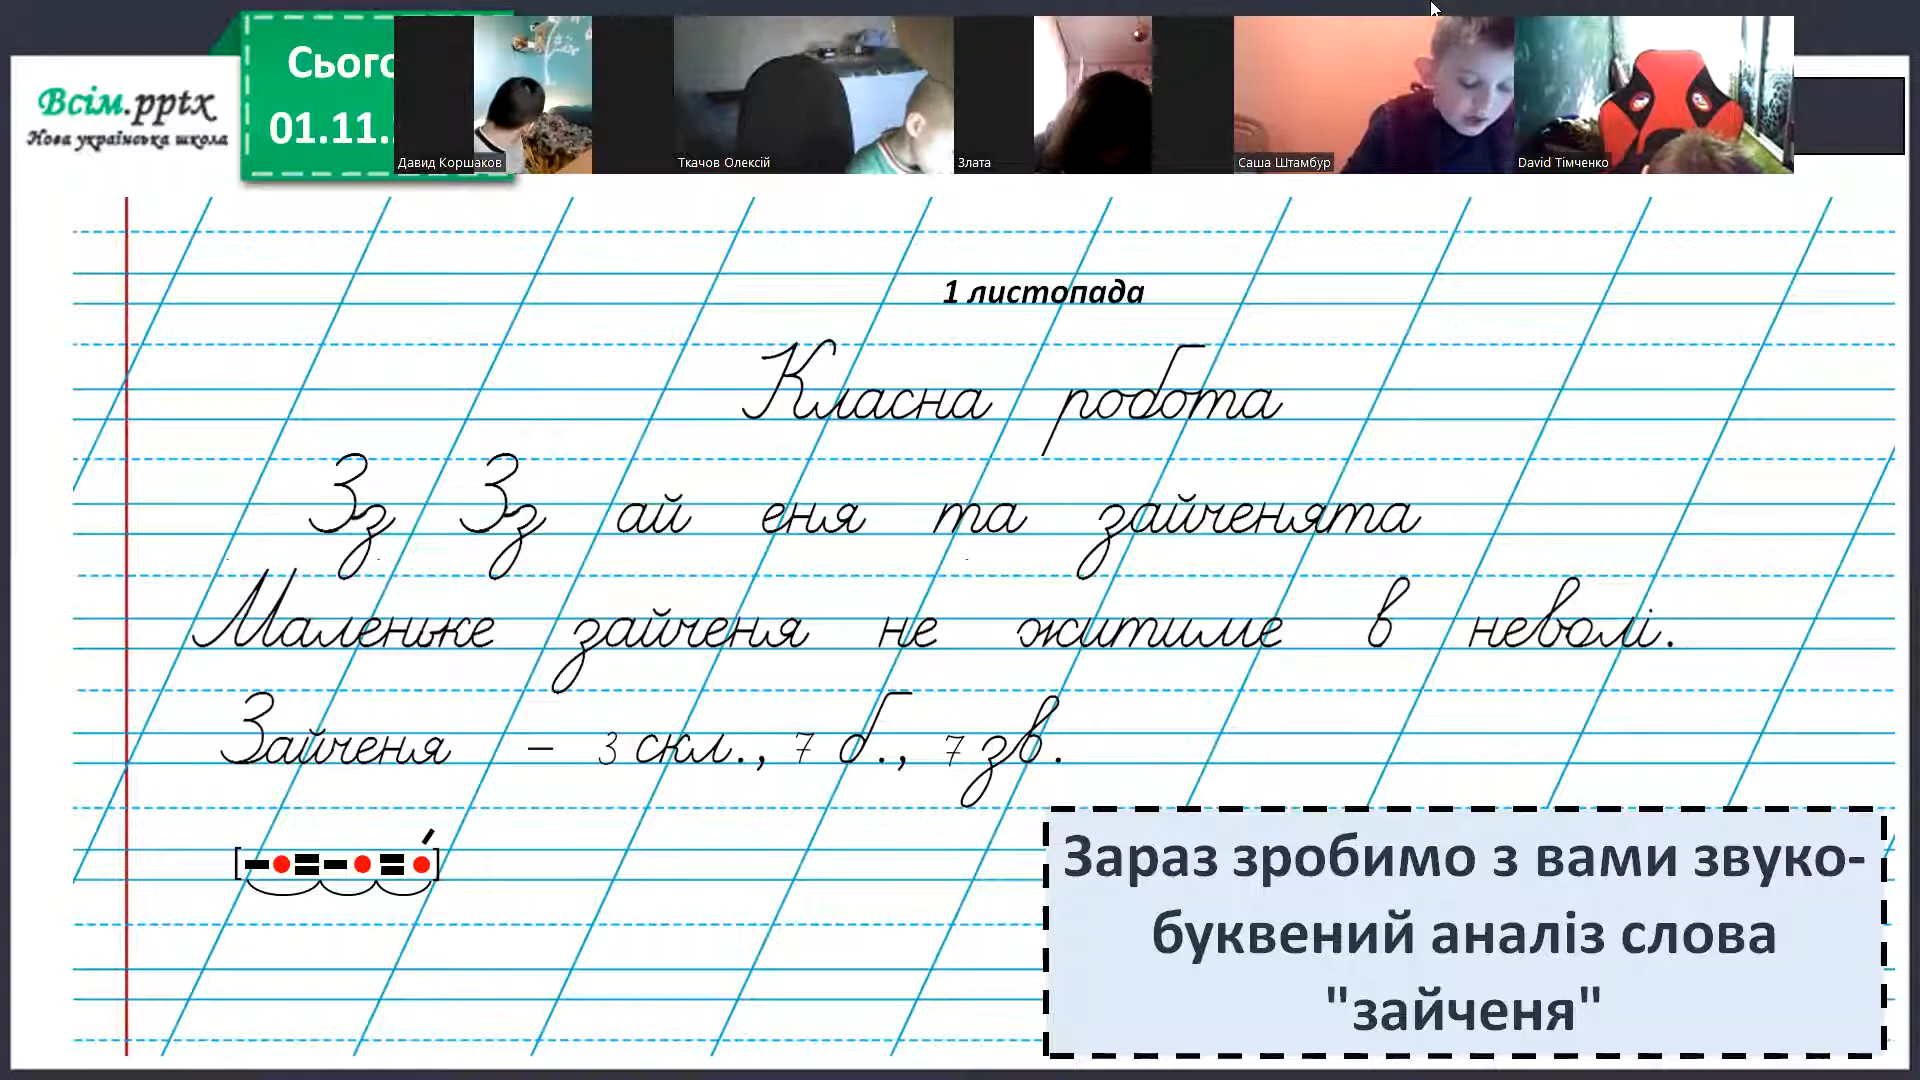 Сього
01.11.
Всім.pptx
Нова українська школа
Давид Коршаков
Ткачов Олексій
Злата
Саша Штамбур
David Тімченко
1 листопада
Класна робота
Зз Зз ай еня та зайченята
Маленьке зайченя не житиме в неволі.
Зайченя – 3 скл., 7 б., 7 зв.
Зараз зробимо з вами звуко-
буквений аналіз слова
"зайченя"